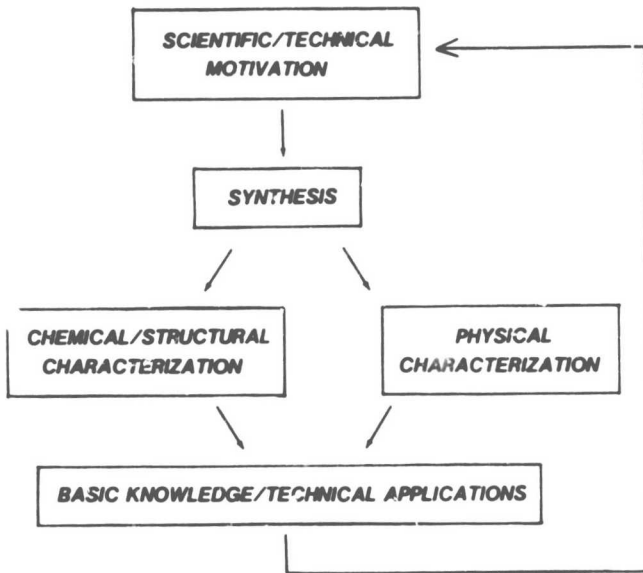 SCIENTIFIC/TECHNICAL
MOTIVATION
SYNTHESIS
CHEMICAL/STRUCTURAL
CHARACTERIZATION
PHYSICAL
CHARACTERIZATION
BASIC KNOWLEDGE/TECHNICAL APPLICATIONS